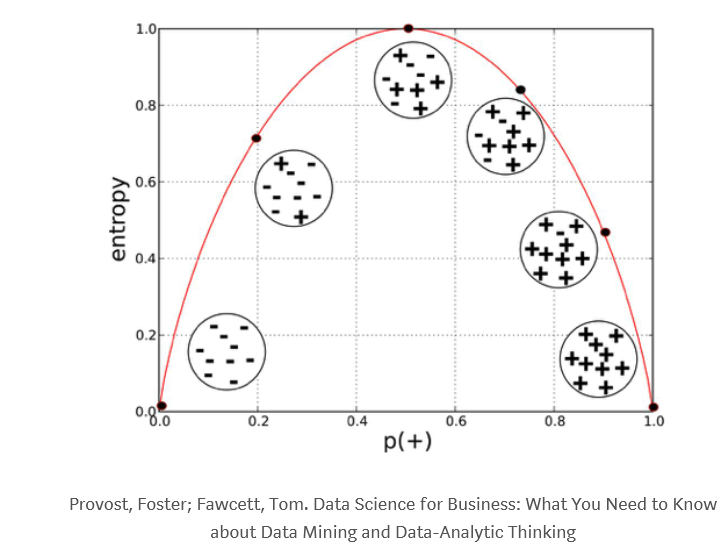 1.0
0.8
0.6
0.4
0.2
0.0
entropy
0.0 0.2 0.4 0.6 0.8 1.0
p(+)
Provost, Foster; Fawcett, Tom. Data Science for Business: What You Need to Know
about Data Mining and Data-Analytic Thinking